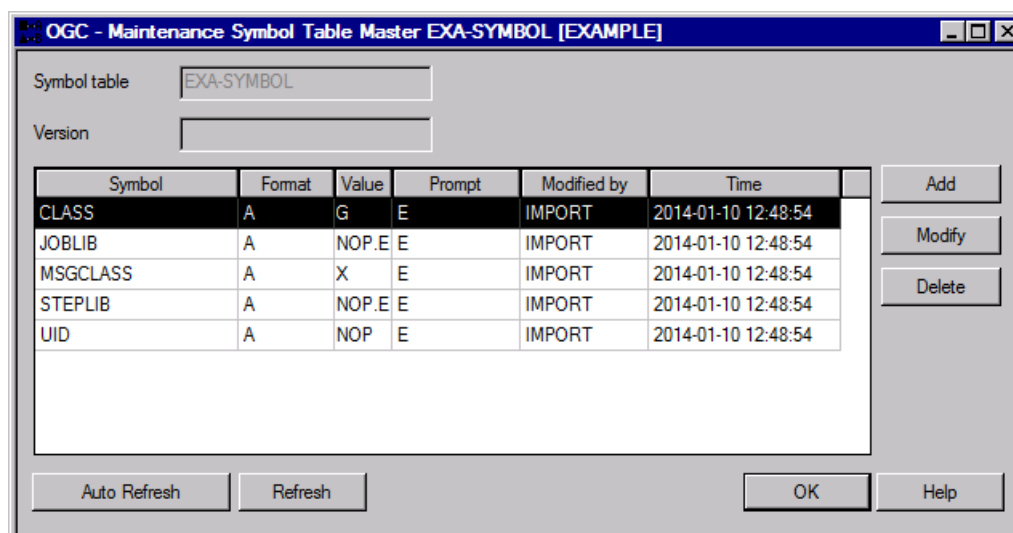 OGC - Maintenance Symbol Table Master EXA-SYMBOL [EXAMPLE]
Symbol table EXA-SYMBOL
Version
Symbol Format Value Prompt Modified by Time
CLASS A G E IMPORT 2014-01-10 12:48:54
JOBLIB A NOP.E E IMPORT 2014-01-10 12:48:54
MSGCLASS A X E IMPORT 2014-01-10 12:48:54
STEPLIB A NOP.E E IMPORT 2014-01-10 12:48:54
UID A NOP E IMPORT 2014-01-10 12:48:54
Add
Modify
Delete
Auto Refresh Refresh OK Help